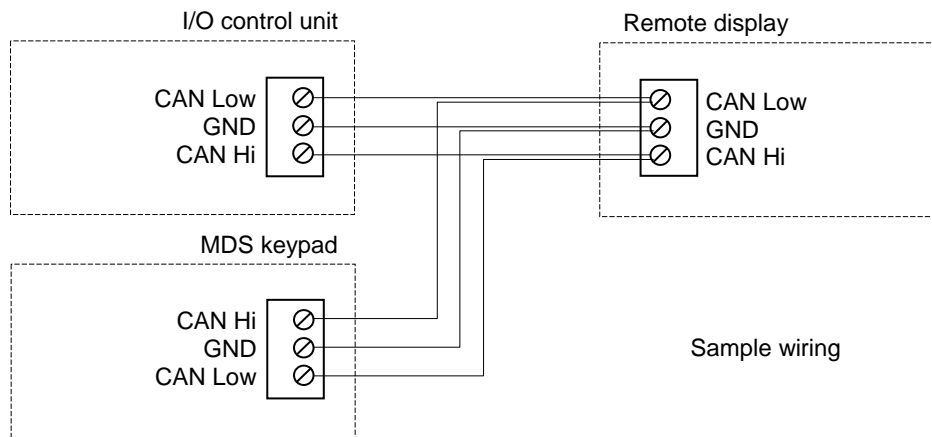 I/O control unit
CAN Low
GND
CAN Hi
Remote display
CAN Low
GND
CAN Hi
MDS keypad
CAN Hi
GND
CAN Low
Sample wiring